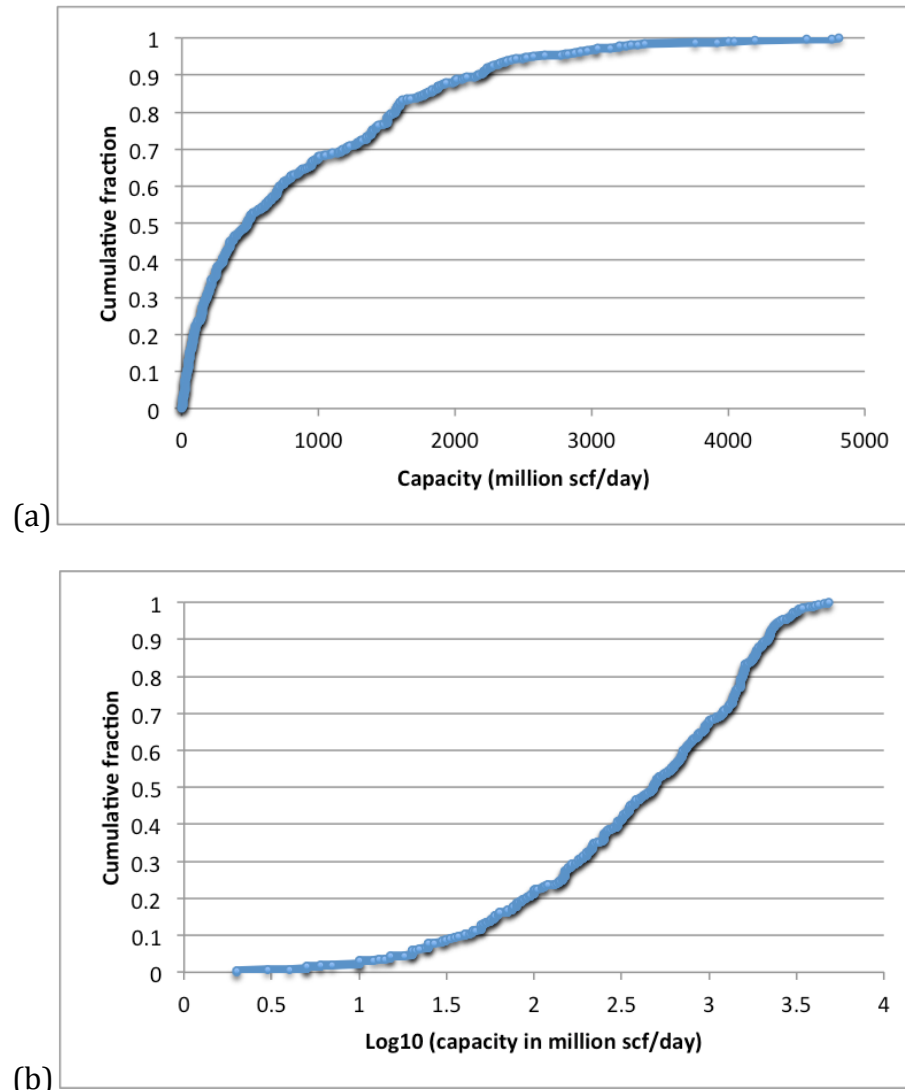 1
0.9
0.8
0.7
0.6
0.5
0.4
0.3
0.2
0.1
0
Cumulative fraction
0 1000 2000 3000 4000 5000
Capacity (million scf/day)
(a)
1
0.9
0.8
0.7
0.6
0.5
0.4
0.3
0.2
0.1
0
Cumulative fraction
0 0.5 1 1.5 2 2.5 3 3.5 4
Log10 (capacity in million scf/day)
(b)